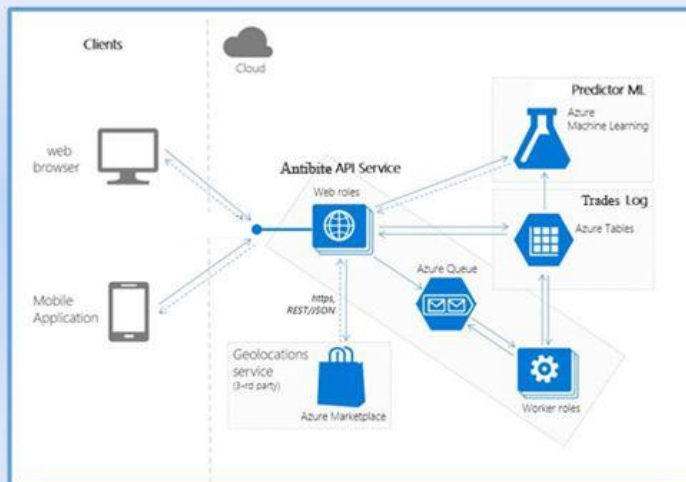 Clients
Cloud
web
browser
Mobile
Application
Antibite API Service
Web roles
Predictor ML
Azure
Machine Learning
Trades Log
Azure Tables
Azure Queue
https,
REST/JSON
Geolocations
service
(3-rd party)
Azure Marketplace
Worker roles